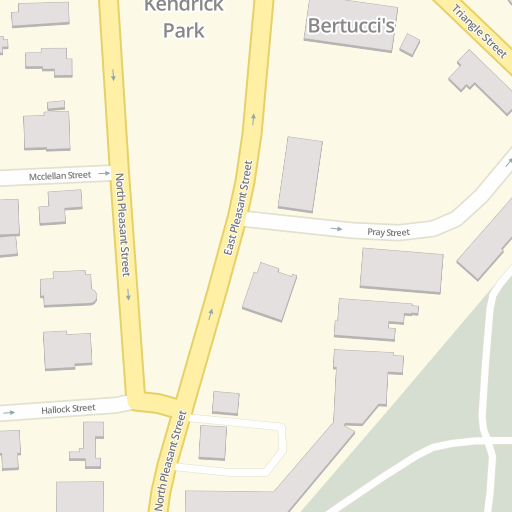 Kendrick
Park
Bertucci's
Triangle Street
Mcclellan Street
North Pleasant Street
East Pleasant Street
Pray Street
Hallock Street
North Pleasant Street